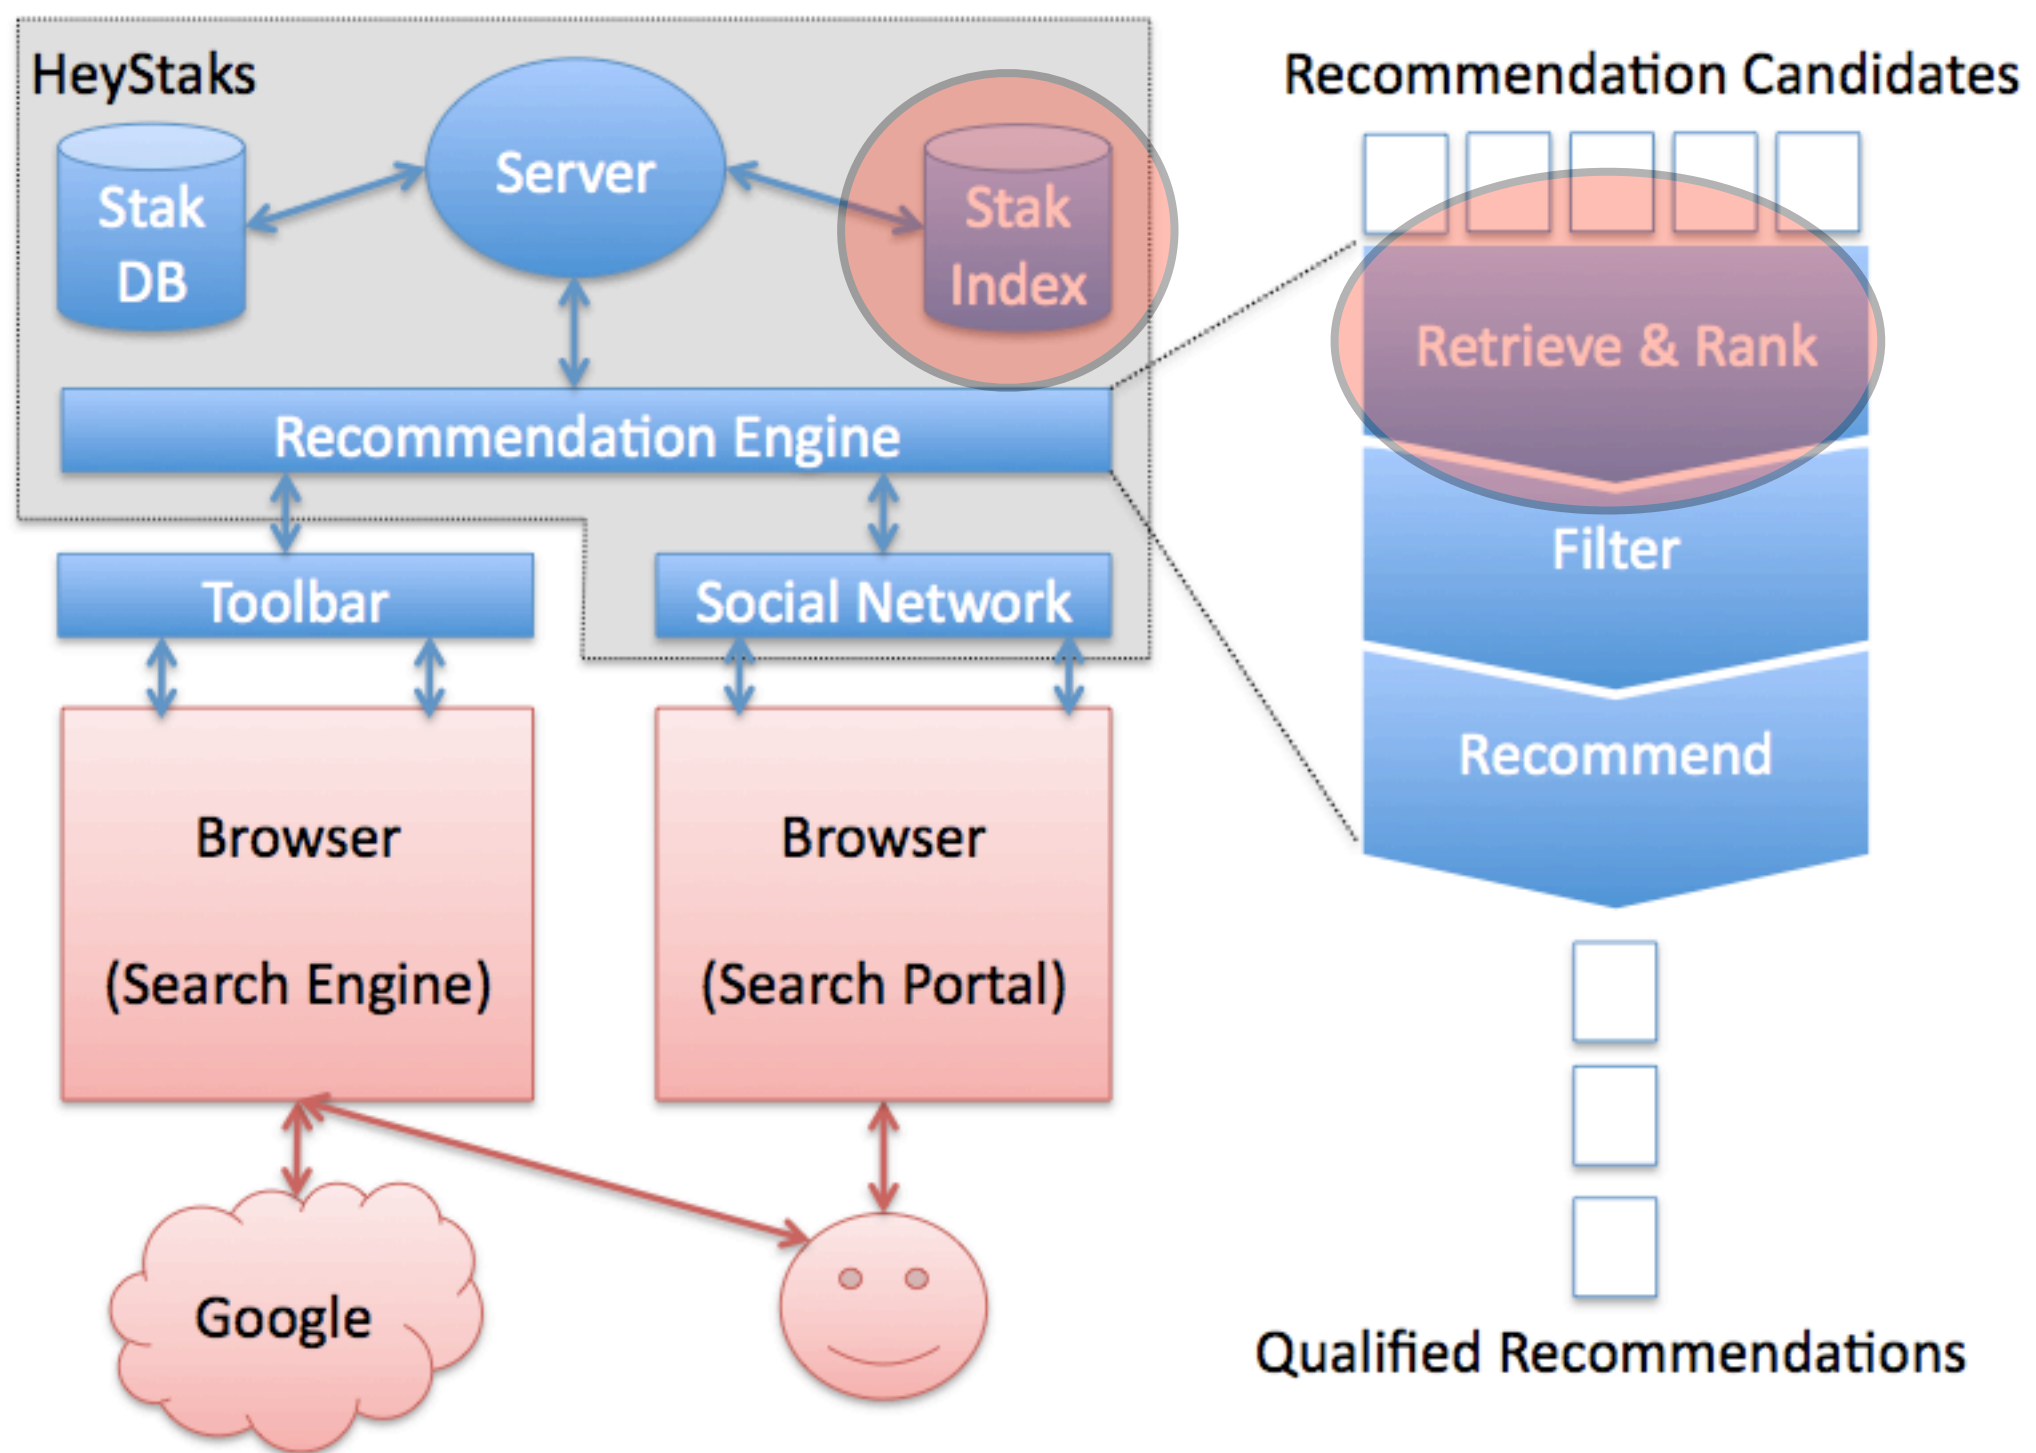 HeyStaks
Stak
DB
Server
Stak
Index
Recommendation Engine
Toolbar
Social Network
Browser
(Search Engine)
Browser
(Search Portal)
Google
Recommendation Candidates
Retrieve & Rank
Filter
Recommend
Qualified Recommendations